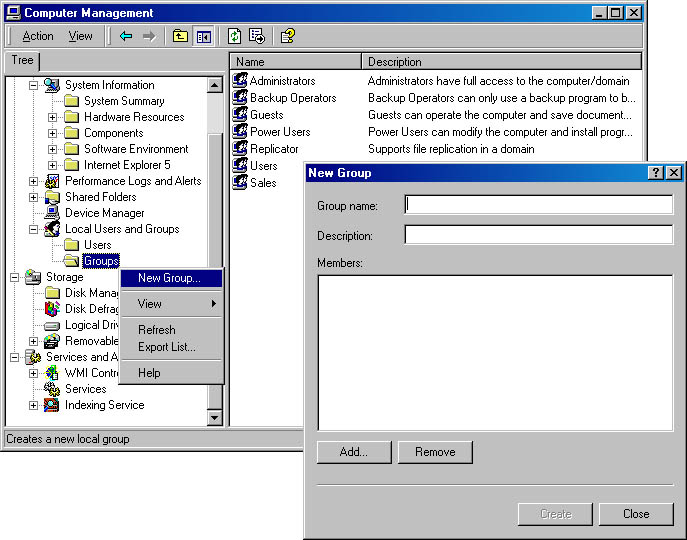 Computer Management
Action View
Tree
System Information
System Summary
Hardware Resources
Components
Software Environment
Internet Explorer 5
Performance Logs and Alerts
Shared Folders
Device Manager
Local Users and Groups
Users
Groups
Storage
Disk Mana
Disk Defrag
Logical Driv
Removable
Services and A
WMI Contr
Services
Indexing Service
New Group...
View
Refresh
Export List...
Help
Name Description
Administrators Administrators have full access to the computer/domain
Backup Operators Backup Operators can only use a backup program to b...
Guests Guests can operate the computer and save document...
Power Users Power Users can modify the computer and install prog...
Replicator Supports file replication in a domain
Users
Sales
Creates a new local group
New Group
Group name:
Description:
Members:
Add... Remove
Create Close